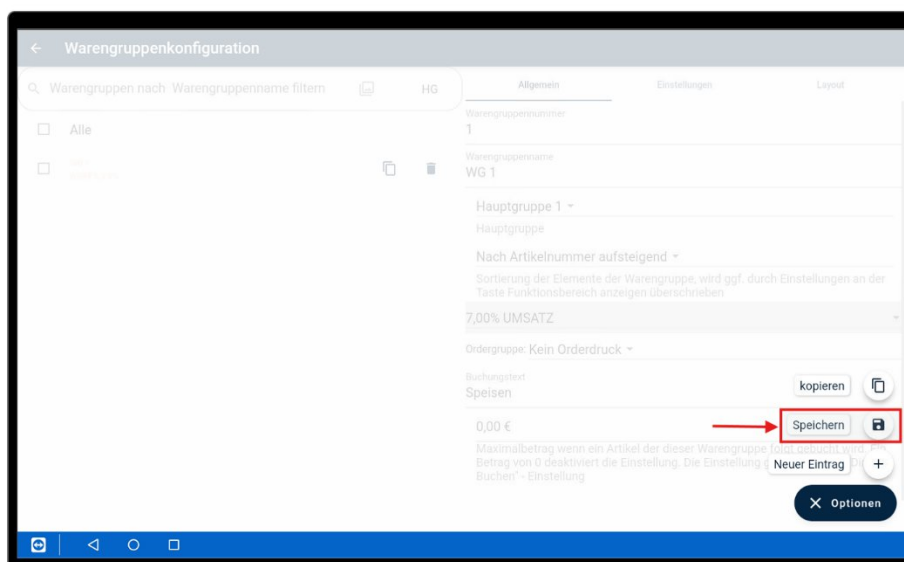 Warengruppenkonfiguration
Warengruppen nach Warengruppenname filtern
HG
Alle
Allgemein
Einstellungen
Layout
Warengruppennummer
1
Warengruppenname
WG 1
Hauptgruppe 1
Hauptgruppe
Nach Artikelnummer aufsteigend
Sortierung der Elemente der Warengruppe, wird ggf. durch Einstellungen an der
Taste Funktionsbereich anzeigen überschrieben
7,00% UMSATZ
Ordergruppe: Kein Orderdruck
Buchungstext
Speisen
kopieren
0,00 €
Speichern
Maximalbetrag wenn ein Artikel der dieser Warengruppe folgt gebucht wird.
Betrag von 0 deaktiviert die Einstellung. Die Einstellung
Buchen" - Einstellung
Neuer Eintrag
Optionen